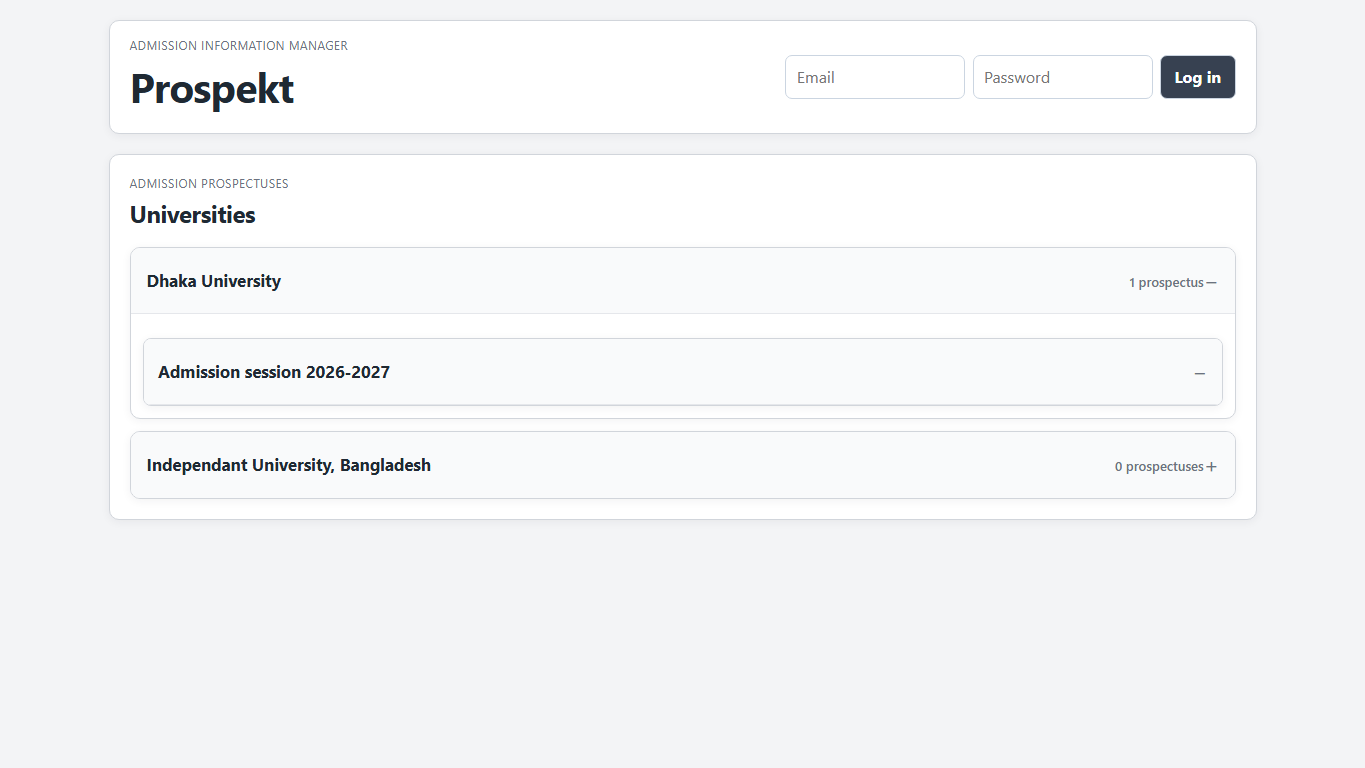 ADMISSION INFORMATION MANAGER
Prospekt
Email
Password
Log in
ADMISSION PROSPECTUSES
Universities
Dhaka University
1 prospectus –
Admission session 2026-2027
–
Independant University, Bangladesh
0 prospectuses +